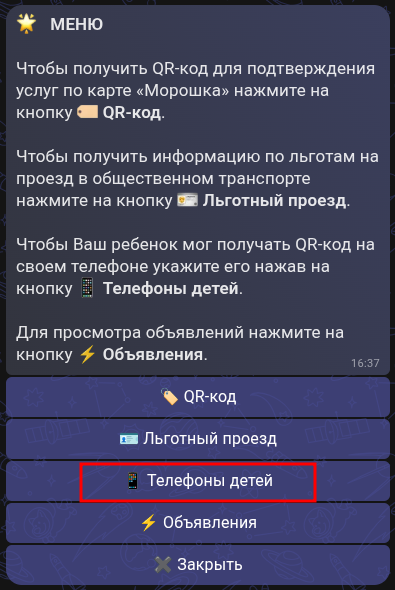 🌟 МЕНЮ
Чтобы получить QR-код для подтверждения
услуг по карте «Морошка» нажмите на
кнопку 🏷️ QR-код.
Чтобы получить информацию по льготам на
проезд в общественном транспорте
нажмите на кнопку 🪪 Льготный проезд.
Чтобы Ваш ребенок мог получать QR-код на
своем телефоне укажите его нажав на
кнопку 📱 Телефоны детей.
Для просмотра объявлений нажмите на
кнопку ⚡ Объявления.
16:37
🏷️ QR-код
🪪 Льготный проезд
📱 Телефоны детей
⚡ Объявления
✖️ Закрыть